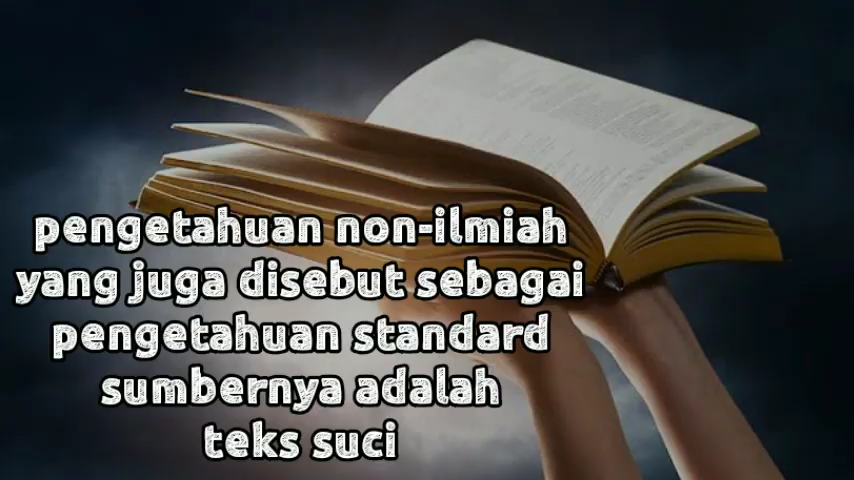 pengetahuan non-ilmiah
yang juga disebut sebagai
pengetahuan standard
sumbernya adalah
teks suci